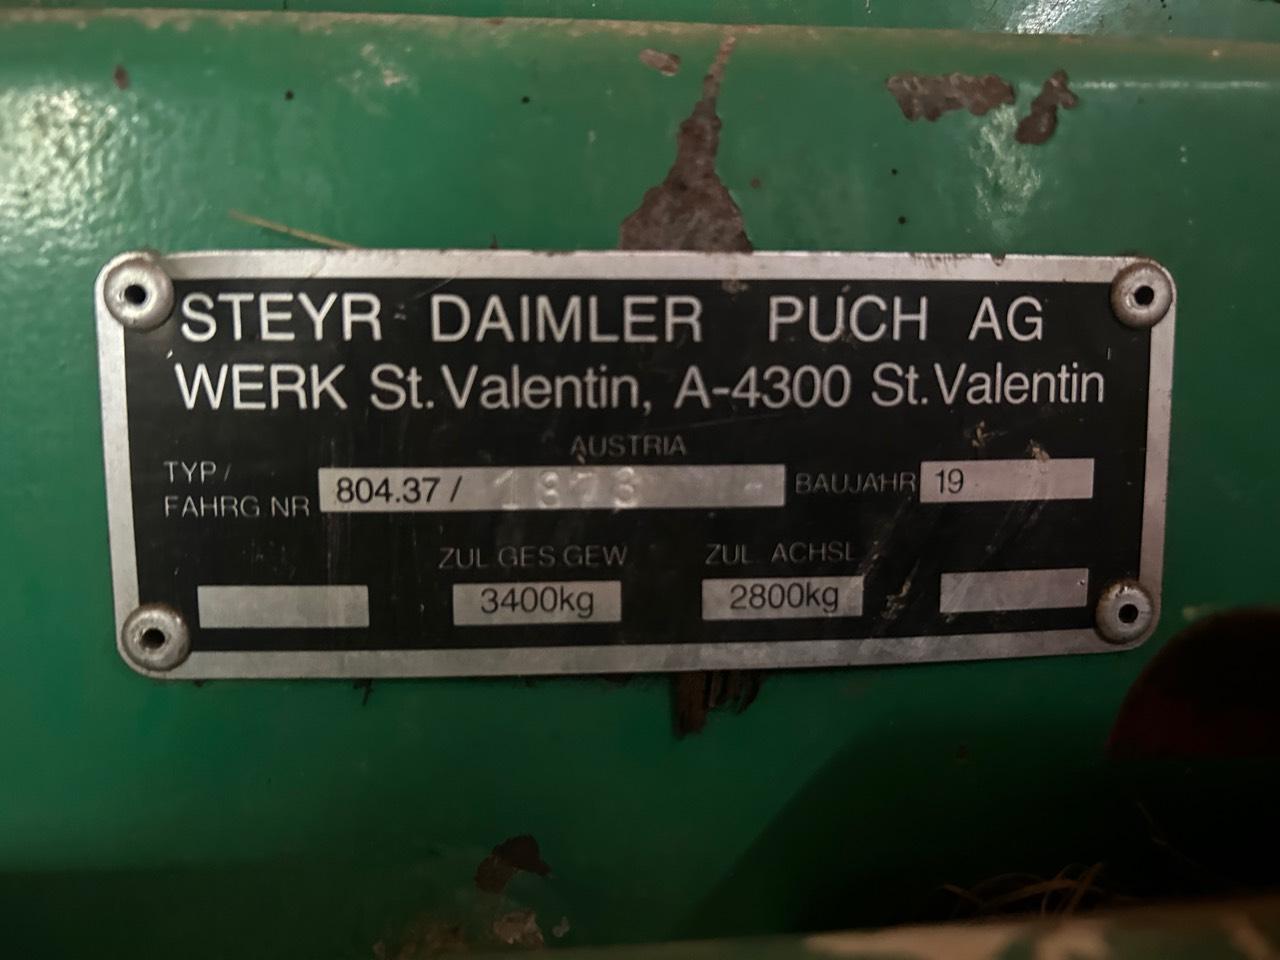 STEYR - DAIMLER PUCH AG
WERK St. Valentin, A-4300 St. Valentin
AUSTRIA
TYP/
FAHRG NR 804.37 / 1373 - BAUJAHR 19
ZUL GES GEW ZUL ACHSL
3400kg 2800kg